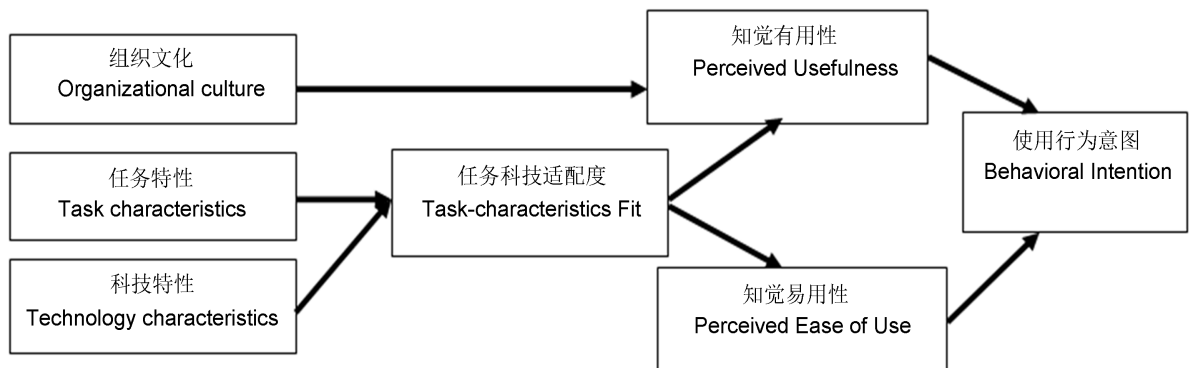 组织文化
Organizational culture
任务特性
Task characteristics
科技特性
Technology characteristics
任务科技适配度
Task-characteristics Fit
知觉有用性
Perceived Usefulness
知觉易用性
Perceived Ease of Use
使用行为意图
Behavioral Intention